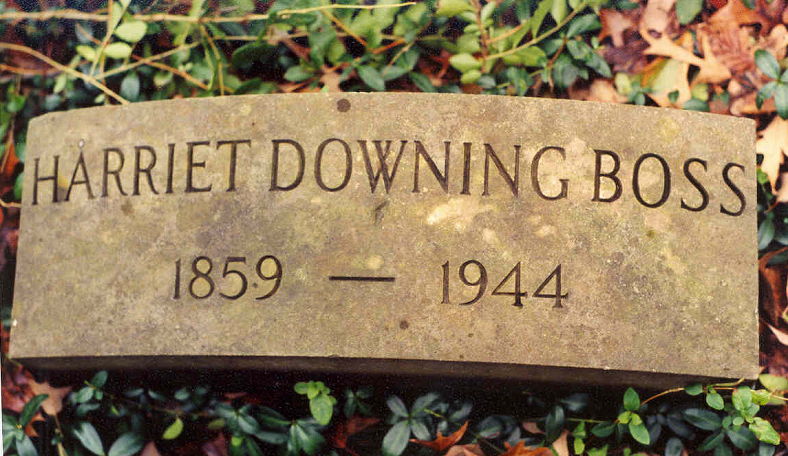 HARRIET DOWNING BOSS
1859 — 1944